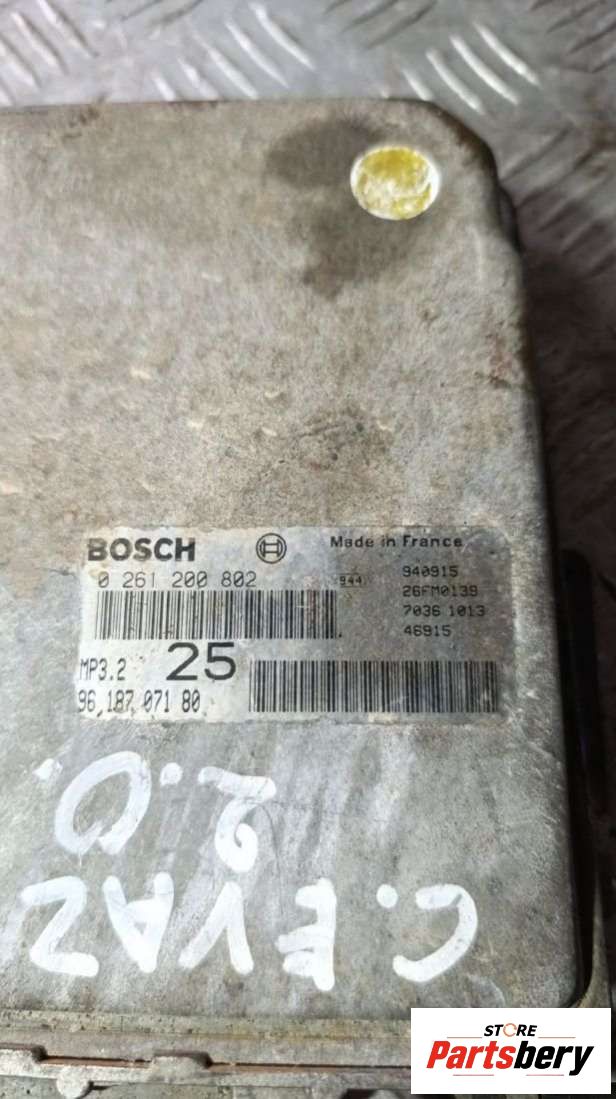 BOSCH Made in France
0 261 200 802 944 940915
26FM0139
7036 1013
46915
MP3.2 25
96 187 071 80
C. EVAZ
2.0.
STORE
Partsbery